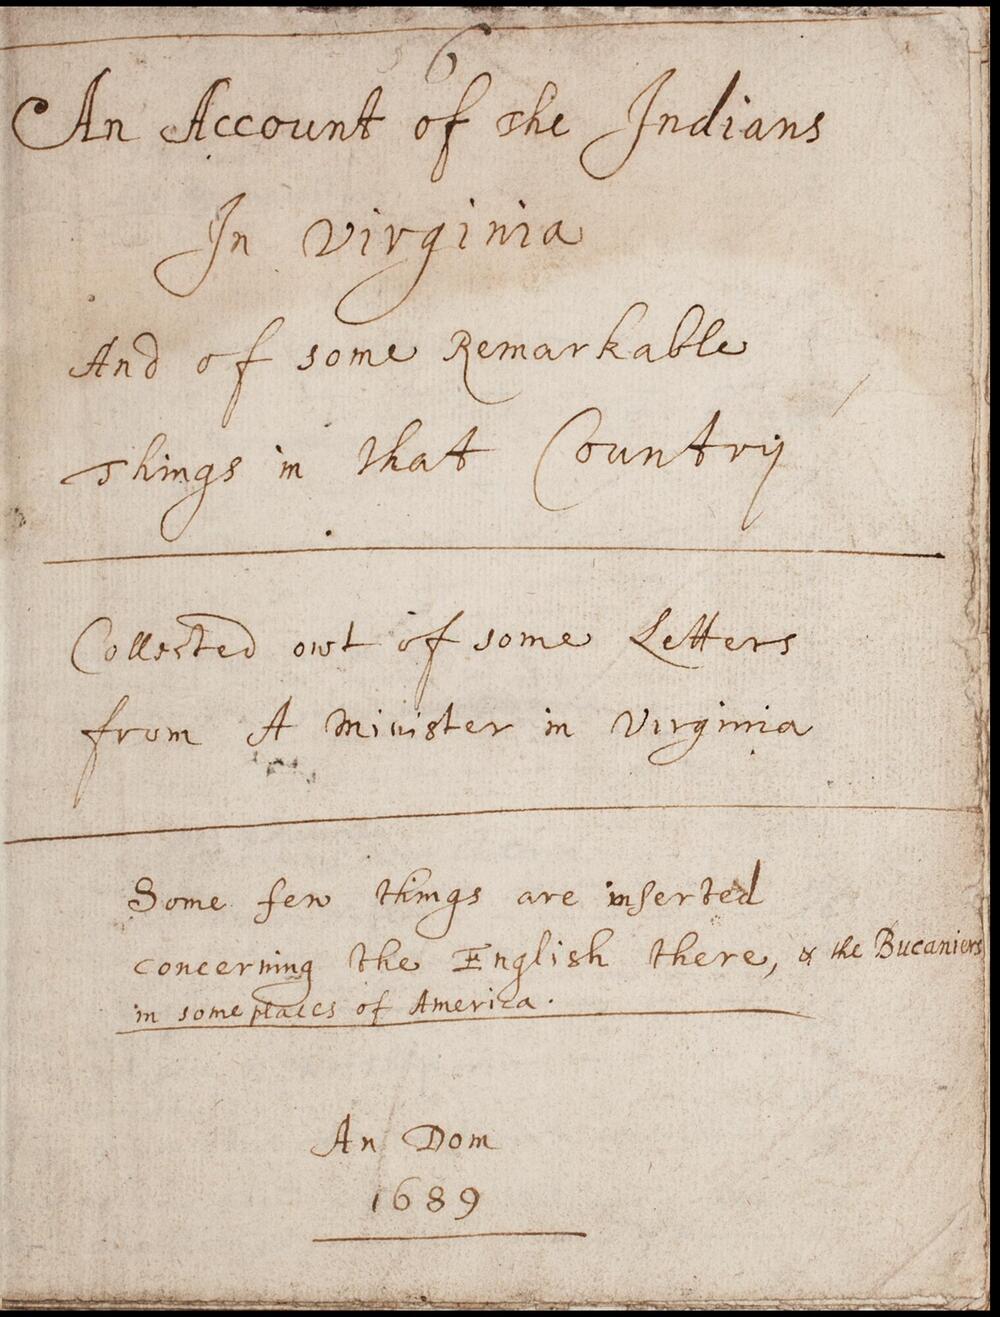 6
An Account of the Indians
In Virginia
And of some Remarkable
Things in that Country
Collected owt of some Letters
from A Minister in Virginia
Some few things are inserted
concerning the English there, & the Bucaniers
in some places of America.
An Dom
1689